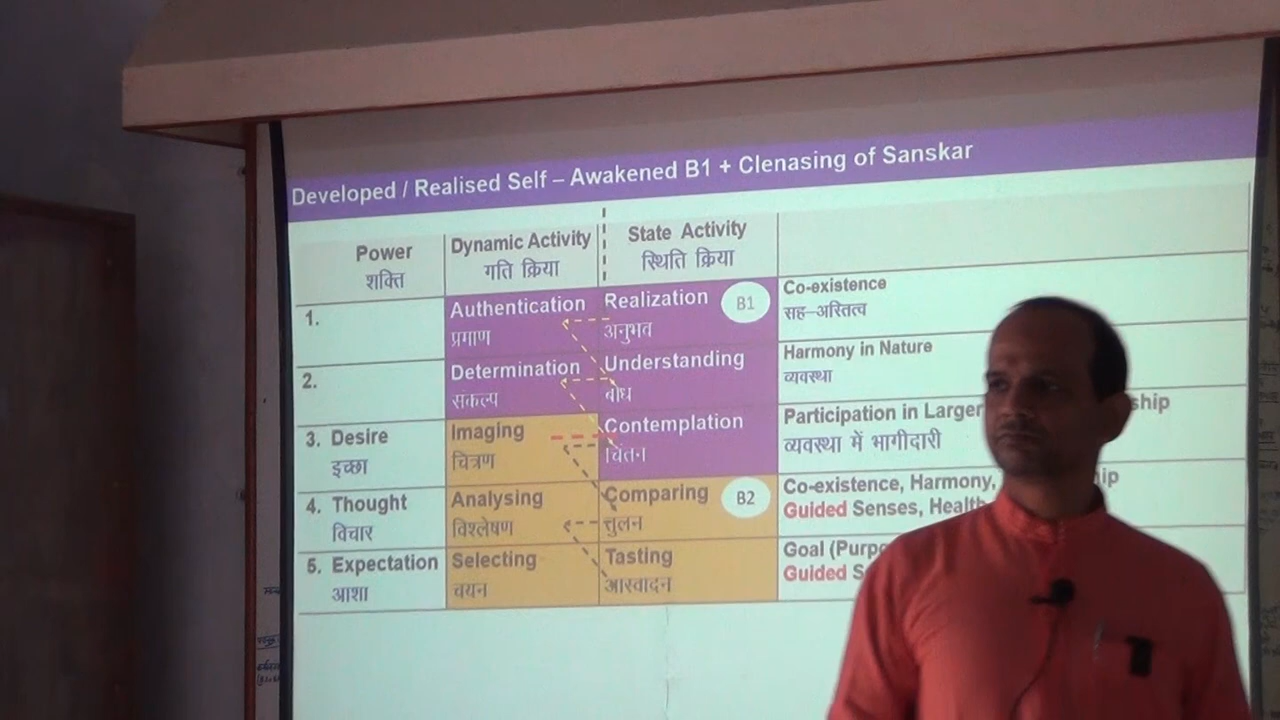 Developed / Realised Self – Awakened B1 + Clenasing of Sanskar
Power
शक्ति
Dynamic Activity
गति क्रिया
State Activity
स्थिति क्रिया
1.
Authentication
प्रमाण
Realization
अनुभव
B1
Co-existence
सह-अस्तित्व
2.
Determination
संकल्प
Understanding
बोध
Harmony in Nature
व्यवस्था
3. Desire
इच्छा
Imaging
चित्रण
Contemplation
चिंतन
Participation in Larger
व्यवस्था में भागीदारी
4. Thought
विचार
Analysing
विश्लेषण
Comparing
तुलन
B2
Co-existence, Harmony,
Guided Senses,
5. Expectation
आशा
Selecting
चयन
Tasting
आस्वादन
Goal
Guided